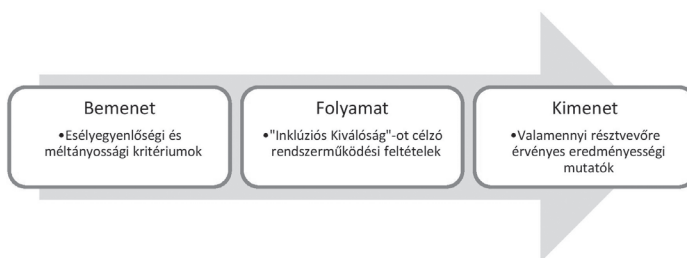 Bemenet
•Esélyegyenlőségi és
méltányossági kritériumok
Folyamat
•"Inklúziós Kiválóság"-ot célzó
rendszerműködési feltételek
Kimenet
•Valamennyi résztvevőre
érvényes eredményességi
mutatók